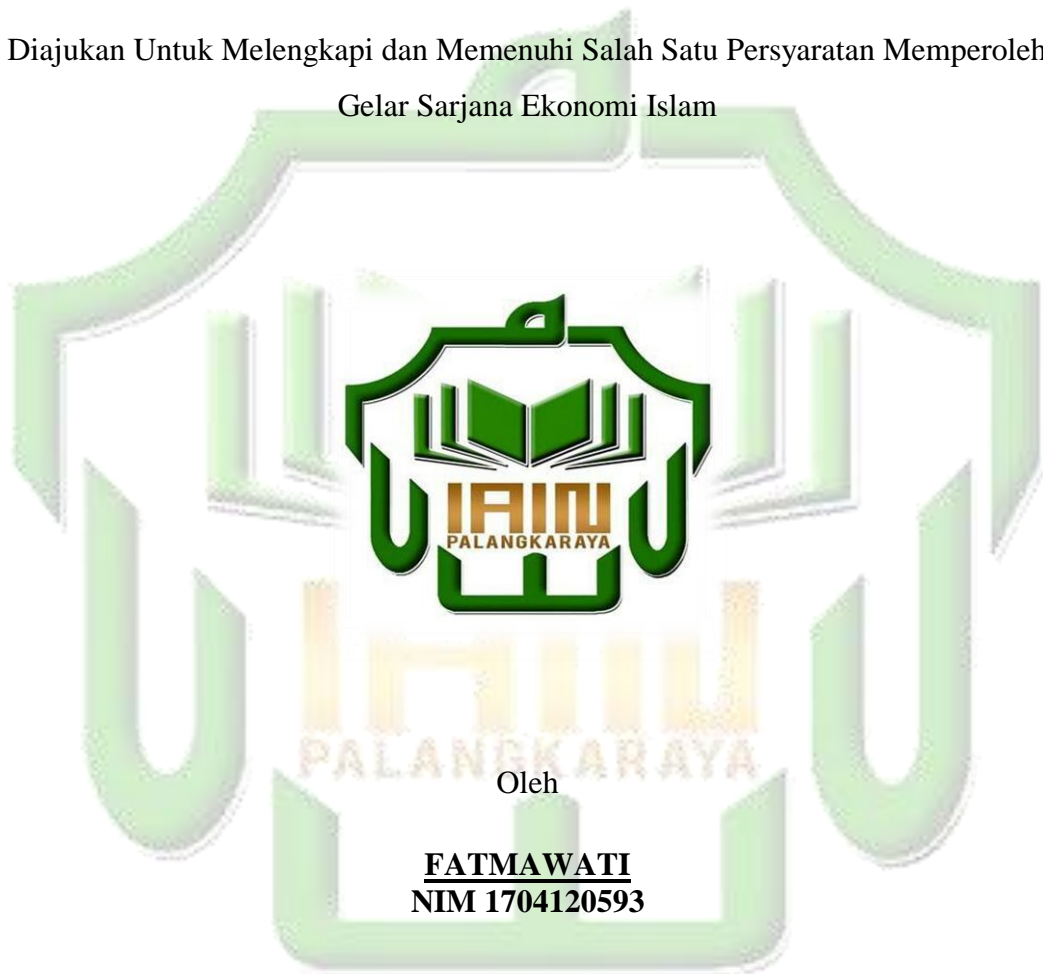 Diajukan Untuk Melengkapi dan Memenuhi Salah Satu Persyaratan Memperoleh
Gelar Sarjana Ekonomi Islam
IAIN
PALANGKARAYA
IAIN
PALANGKARAYA
Oleh
FATMAWATI
NIM 1704120593